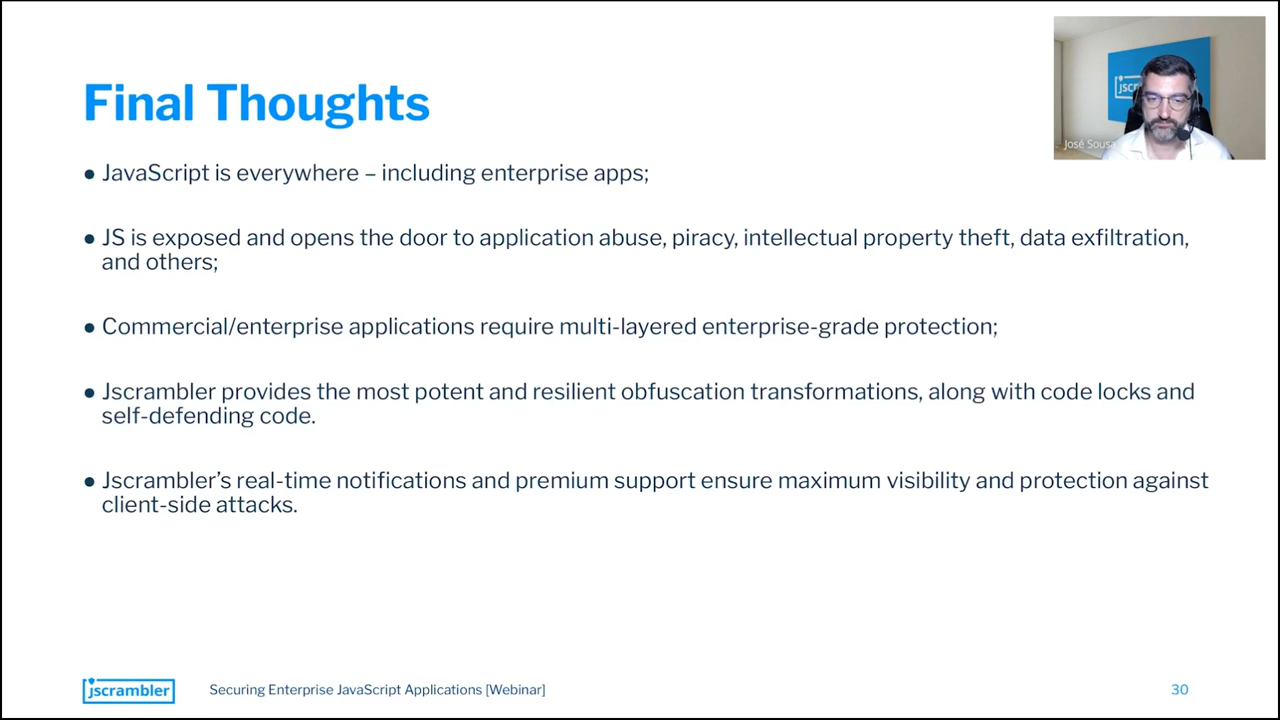 Final Thoughts
jscr
José Sousa
● JavaScript is everywhere – including enterprise apps;
● JS is exposed and opens the door to application abuse, piracy, intellectual property theft, data exfiltration,
and others;
● Commercial/enterprise applications require multi-layered enterprise-grade protection;
● Jscrambler provides the most potent and resilient obfuscation transformations, along with code locks and
self-defending code.
● Jscrambler’s real-time notifications and premium support ensure maximum visibility and protection against
client-side attacks.
jscrambler
Securing Enterprise JavaScript Applications [Webinar]
30